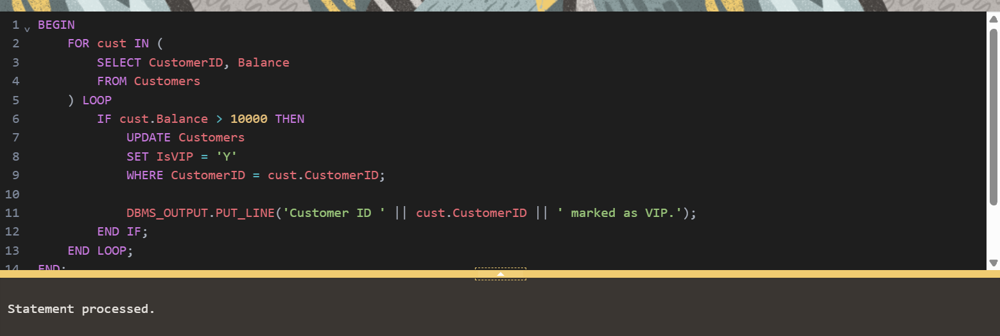 1 BEGIN
2 FOR cust IN (
3 SELECT CustomerID, Balance
4 FROM Customers
5 ) LOOP
6 IF cust.Balance > 10000 THEN
7 UPDATE Customers
8 SET IsVIP = 'Y'
9 WHERE CustomerID = cust.CustomerID;
10
11 DBMS_OUTPUT.PUT_LINE('Customer ID ' || cust.CustomerID || ' marked as VIP.');
12 END IF;
13 END LOOP;
14 END;
Statement processed.